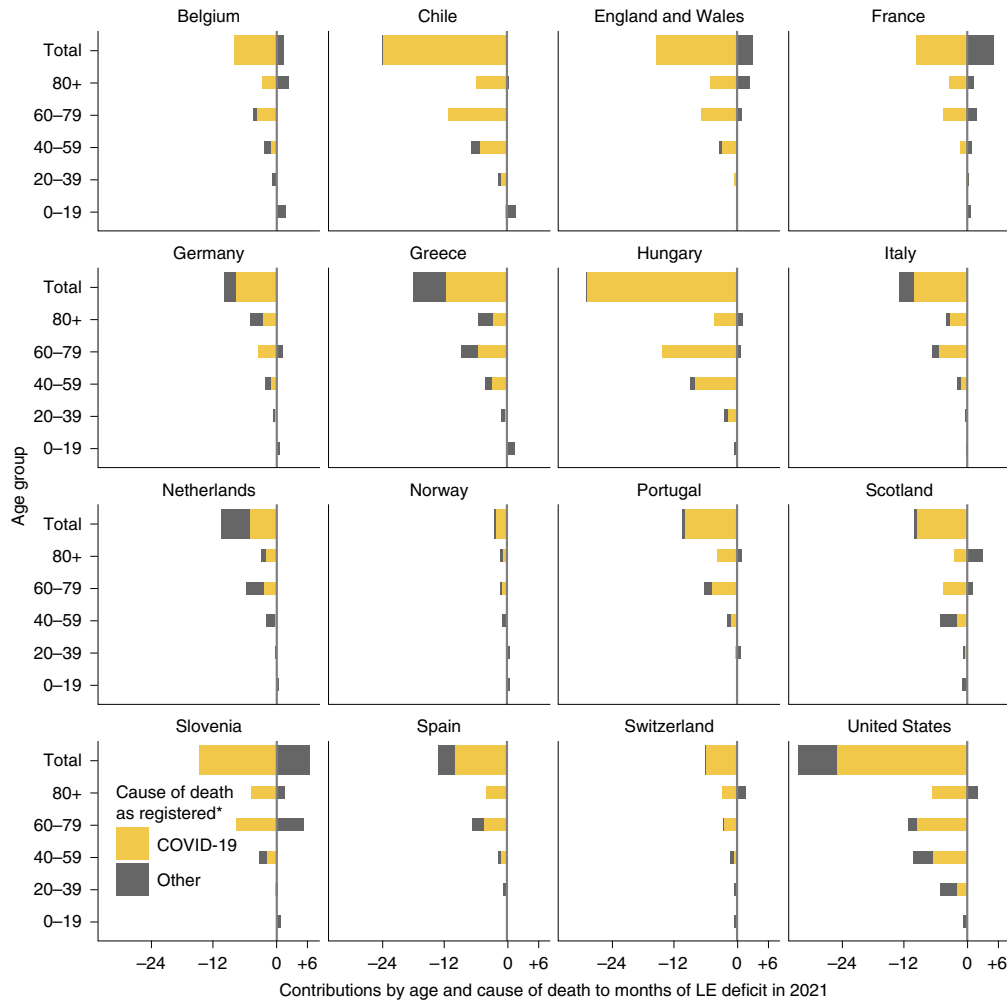 Belgium
Chile
England and Wales
France
Total
80+
60–79
40–59
20–39
0–19
Germany
Greece
Hungary
Italy
Total
80+
60–79
40–59
20–39
0–19
Age group
Netherlands
Norway
Portugal
Scotland
Total
80+
60–79
40–59
20–39
0–19
Slovenia
Spain
Switzerland
United States
Total
80+
60–79
40–59
20–39
0–19
Cause of death
as registered*
COVID-19
Other
–24 –12 0 +6
–24 –12 0 +6
–24 –12 0 +6
–24 –12 0 +6
Contributions by age and cause of death to months of LE deficit in 2021